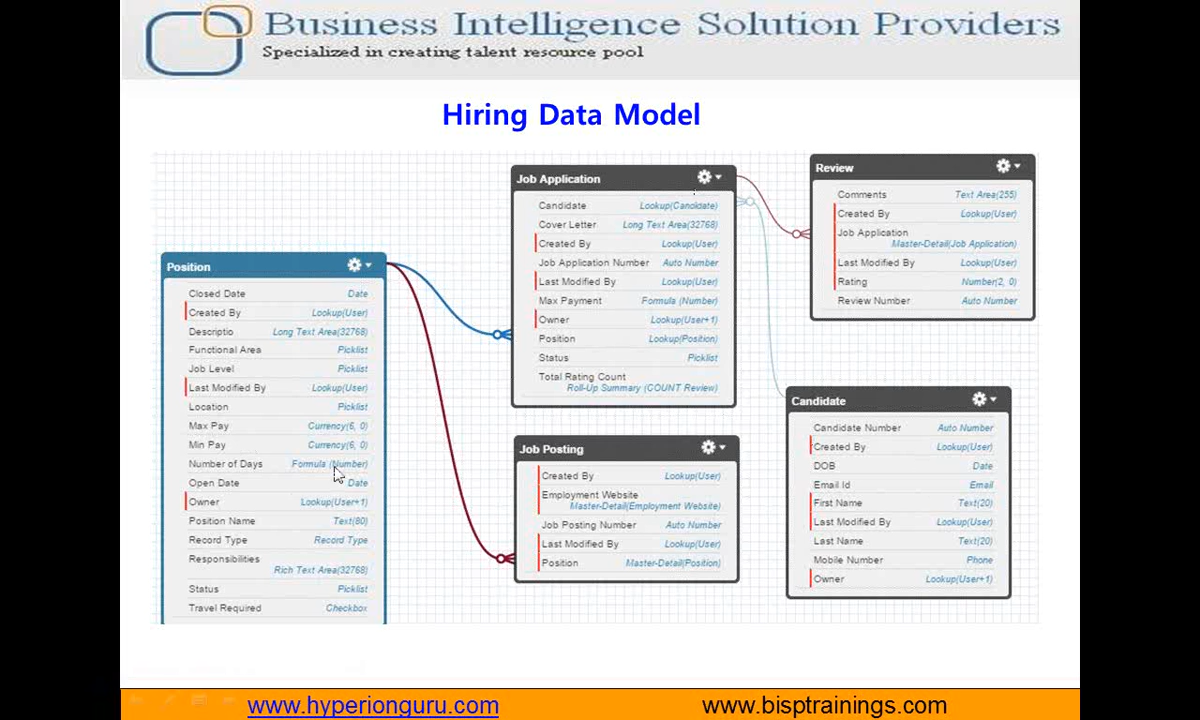 Business Intelligence Solution Providers
Specialized in creating talent resource pool
Hiring Data Model
Position
Closed Date Date
Created By Lookup(User)
Descriptio Long Text Area(32768)
Functional Area Picklist
Job Level Picklist
Last Modified By Lookup(User)
Location Picklist
Max Pay Currency(6, 0)
Min Pay Currency(6, 0)
Number of Days Formula (Number)
Open Date Date
Owner Lookup(User+1)
Position Name Text(80)
Record Type Record Type
Responsibilities
Rich Text Area(32768)
Status Picklist
Travel Required Checkbox
Job Application
Candidate Lookup(Candidate)
Cover Letter Long Text Area(32768)
Created By Lookup(User)
Job Application Number Auto Number
Last Modified By Lookup(User)
Max Payment Formula (Number)
Owner Lookup(User+1)
Position Lookup(Position)
Status Picklist
Total Rating Count
Roll-Up Summary (COUNT Review)
Job Posting
Created By Lookup(User)
Employment Website
Master-Detail(Employment Website)
Job Posting Number Auto Number
Last Modified By Lookup(User)
Position Master-Detail(Position)
Review
Comments Text Area(255)
Created By Lookup(User)
Job Application
Master-Detail(Job Application)
Last Modified By Lookup(User)
Rating Number(2, 0)
Review Number Auto Number
Candidate
Candidate Number Auto Number
Created By Lookup(User)
DOB Date
Email Id Email
First Name Text(20)
Last Modified By Lookup(User)
Last Name Text(20)
Mobile Number Phone
Owner Lookup(User+1)
www.hyperionguru.com www.bisptrainings.com